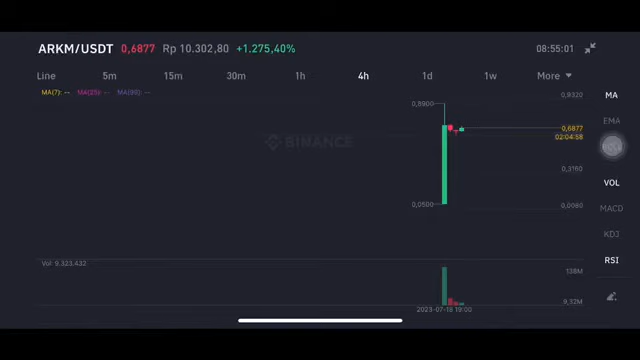 ARKM/USDT 0,6877 Rp 10.302,80 +1.275,40% 08:55:01
Line 5m 15m 30m 1h 4h 1d 1w More
MA(7): -- MA(25): -- MA(99): --
0,9320
MA
0,8900
EMA
0,6877
02:04:58
BINANCE
BOLL
0,3160
VOL
0,0500
0,0080
MACD
KDJ
Vol: 9,323.422
RSI
138M
9,32M
2023-07-18 19:00